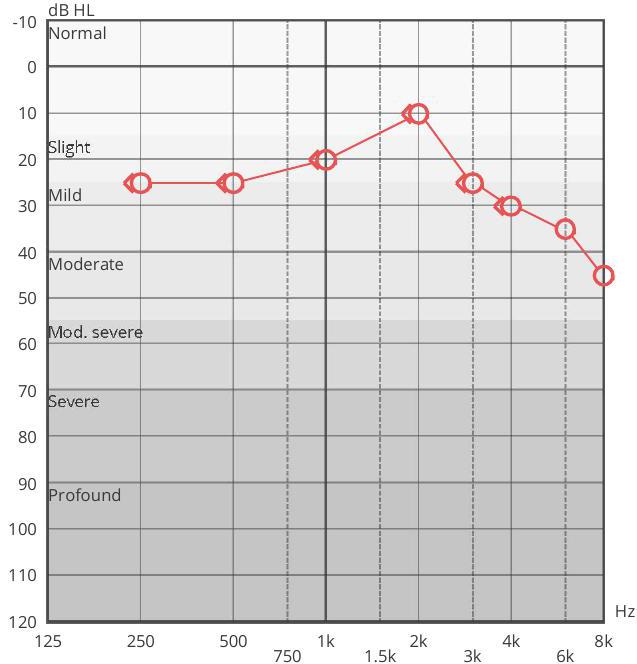 dB HL
-10
Normal
0
10
Slight
20
Mild
30
40
Moderate
50
Mod. severe
60
70
Severe
80
90
Profound
100
110
120
Hz
125 250 500 1k 2k 4k 8k
750 1.5k 3k 6k